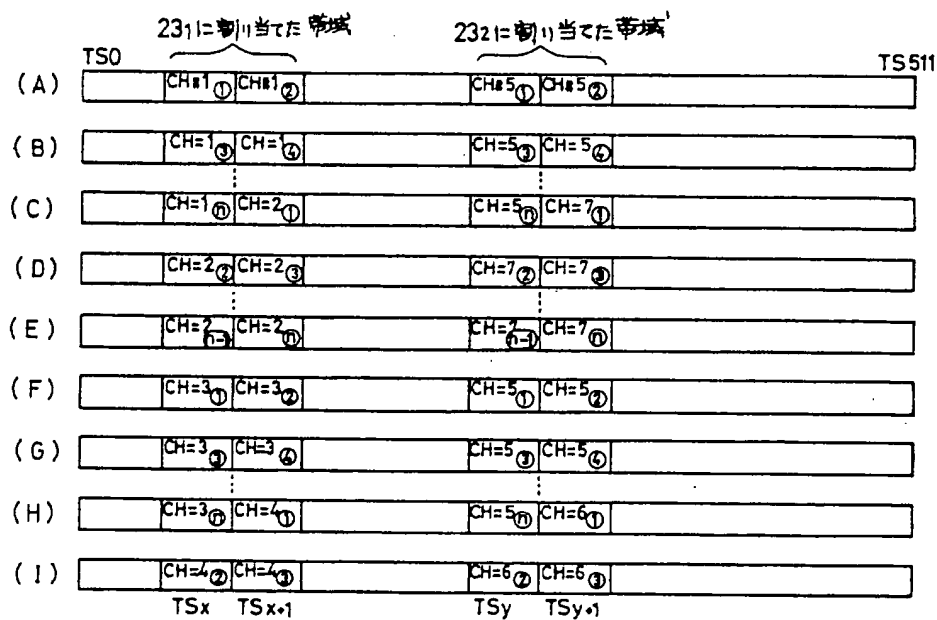 23₁に割り当てた帯域 23₂に割り当てた帯域
TS0 TS511
(A) CH=1① CH=1② CH=5① CH=5②
(B) CH=1③ CH=1④ CH=5③ CH=5④
(C) CH=1ⓝ CH=2① CH=5ⓝ CH=7①
(D) CH=2② CH=2③ CH=7② CH=7③
(E) CH=2(n-1) CH=2ⓝ CH=7(n-1) CH=7ⓝ
(F) CH=3① CH=3② CH=5① CH=5②
(G) CH=3③ CH=3④ CH=5③ CH=5④
(H) CH=3ⓝ CH=4① CH=5ⓝ CH=6①
(I) CH=4② CH=4③ CH=6② CH=6③
TSx TSx+1 TSy TSy+1